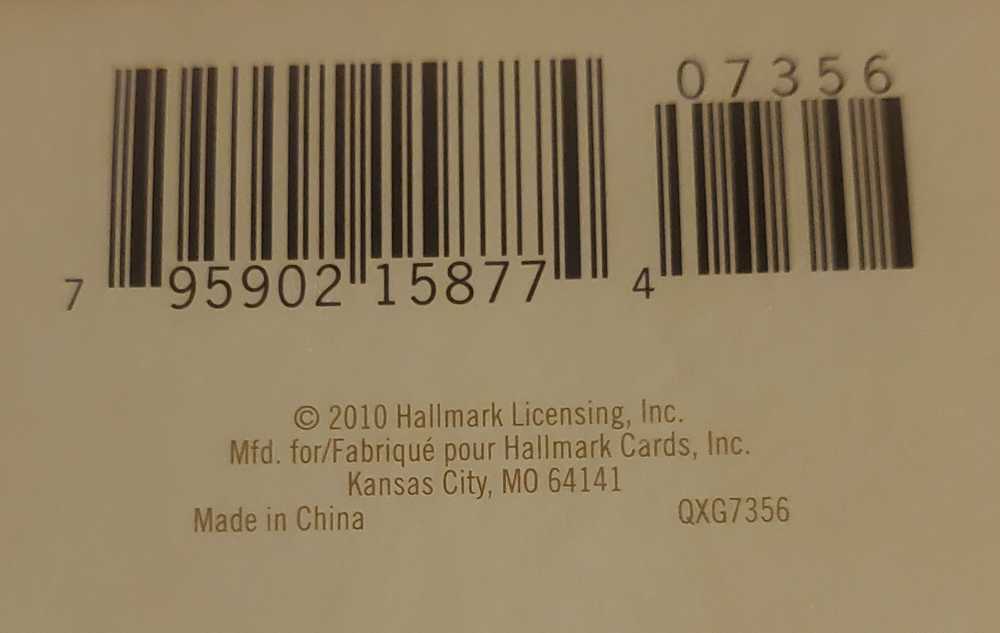 07356
7 95902 15877 4
© 2010 Hallmark Licensing, Inc.
Mfd. for/Fabriqué pour Hallmark Cards, Inc.
Kansas City, MO 64141
Made in China QXG7356